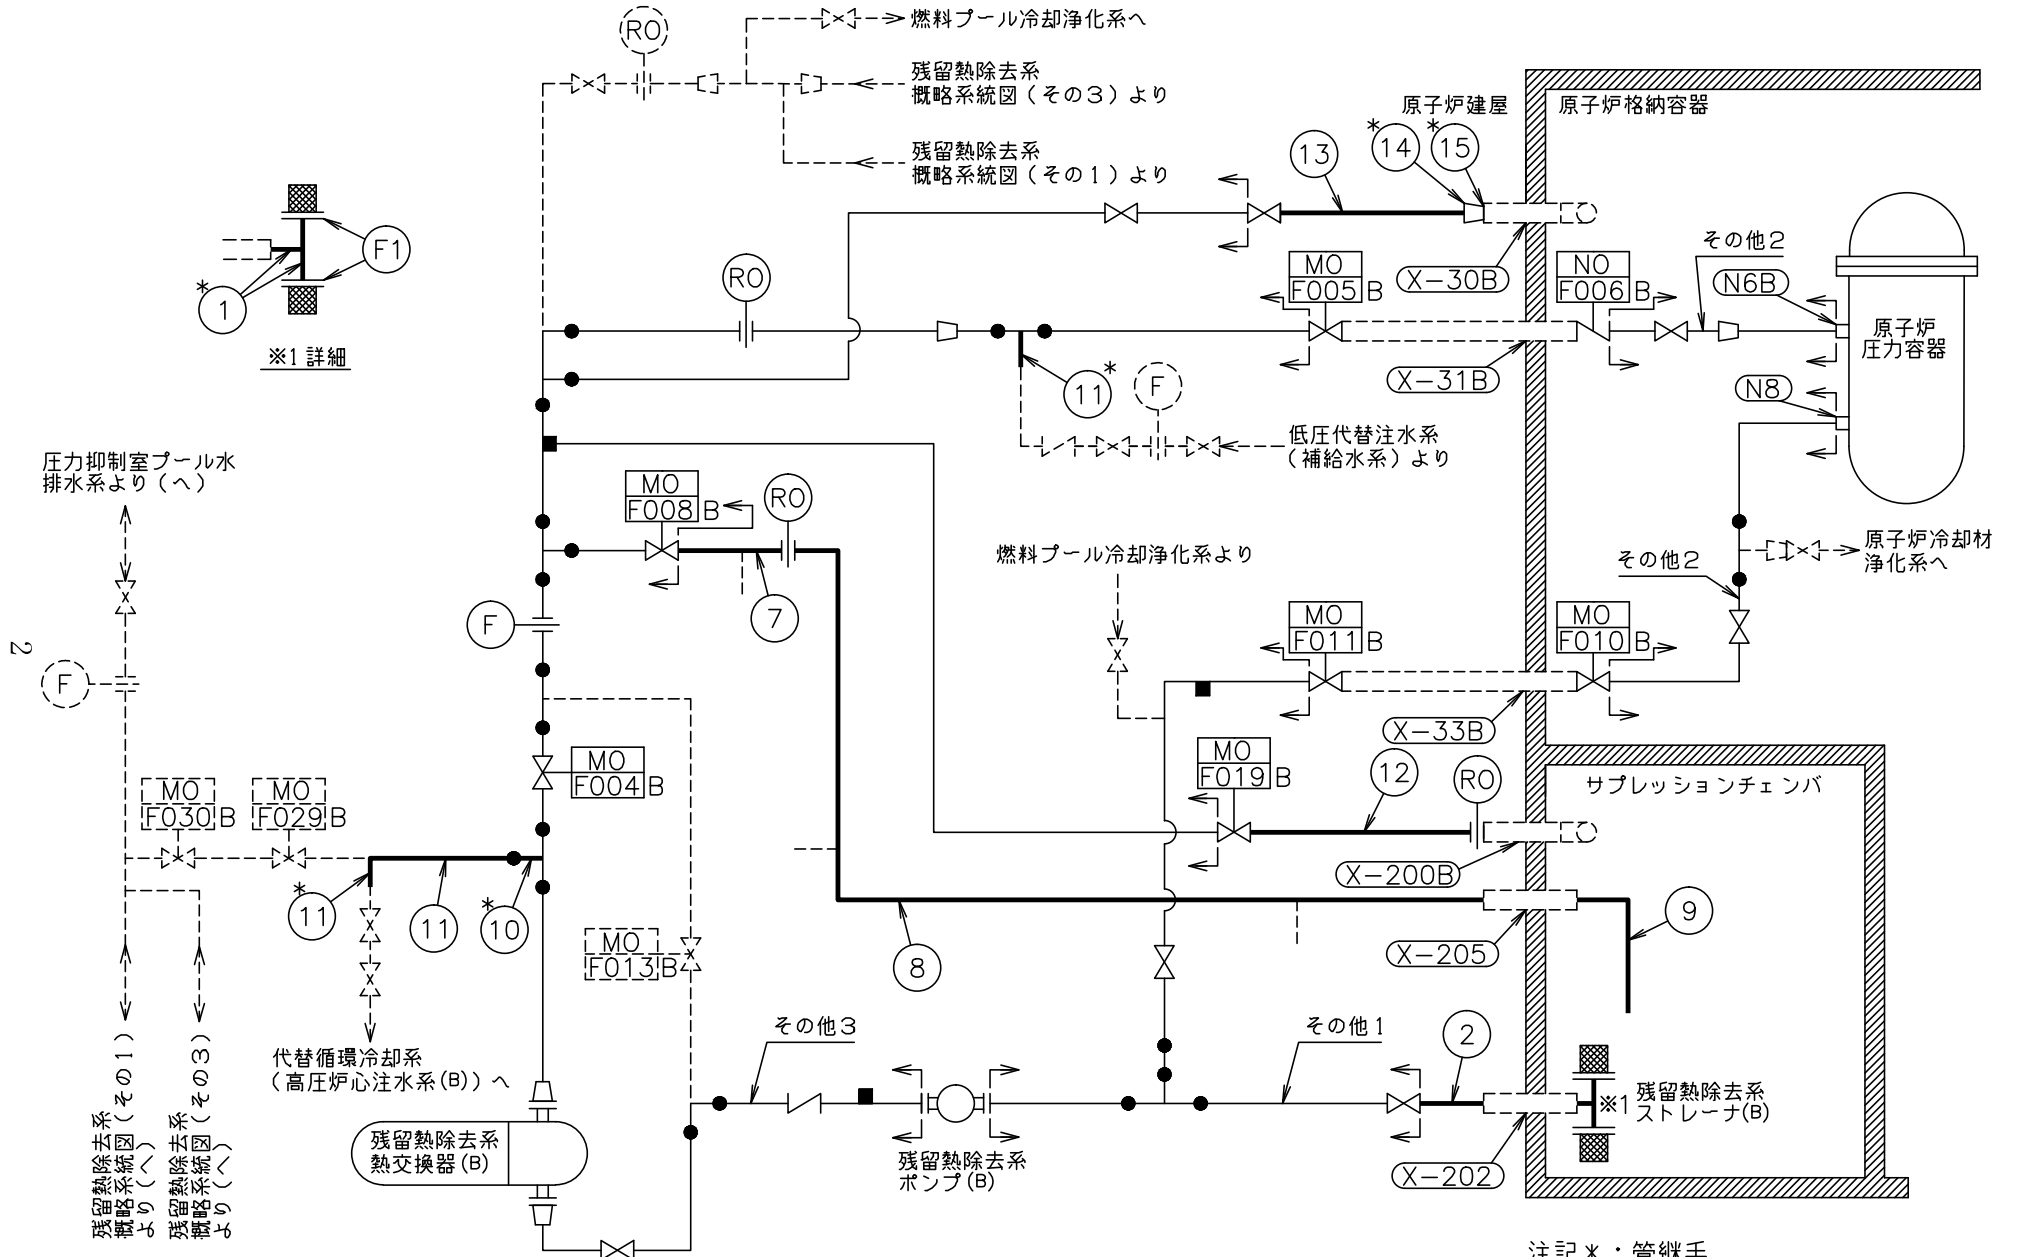 RO
燃料プール冷却浄化系へ
残留熱除去系
概略系統図(その3)より
残留熱除去系
概略系統図(その1)より
原子炉建屋
原子炉格納容器
13
*
14
*
15
X-30B
F1
*
1
※1 詳細
RO
MO
F005 B
NO
F006 B
その他2
N6B
原子炉
圧力容器
X-31B
N8
11 *
F
低圧代替注水系
(補給水系)より
圧力抑制室プール水
排水系より(へ)
MO
F008 B
RO
7
燃料プール冷却浄化系より
その他2
原子炉冷却材
浄化系へ
F
MO
F011 B
MO
F010 B
2
F
X-33B
MO
F004 B
MO
F019 B
12
RO
サプレッションチェンバ
MO
F030 B
MO
F029 B
X-200B
*
11
11
*
10
MO
F013 B
8
X-205
9
代替循環冷却系
(高圧炉心注水系(B))へ
その他3
その他1
2
※1
残留熱除去系
ストレーナ(B)
残留熱除去系
熱交換器(B)
残留熱除去系
ポンプ(B)
X-202
残留熱除去系
概略系統図(その1)
より(へ)
残留熱除去系
概略系統図(その3)
より(へ)
注記*:管継手